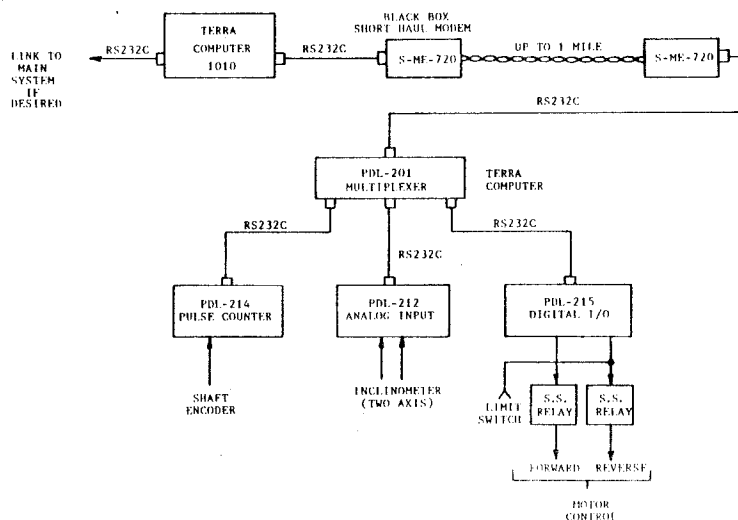 BLACK BOX
SHORT HAUL MODEM
TERRA
COMPUTER
1010
RS232C
RS232C
LINK TO
MAIN
SYSTEM
IF
DESIRED
S-ME-720
UP TO 1 MILE
S-ME-720
RS232C
PDL-201
MULTIPLEXER
TERRA
COMPUTER
RS232C
RS232C
RS232C
PDL-214
PULSE COUNTER
PDL-212
ANALOG INPUT
PDL-215
DIGITAL I/O
SHAFT
ENCODER
INCLINOMETER
(TWO AXIS)
LIMIT
SWITCH
S.S.
RELAY
S.S.
RELAY
FORWARD REVERSE
MOTOR
CONTROL